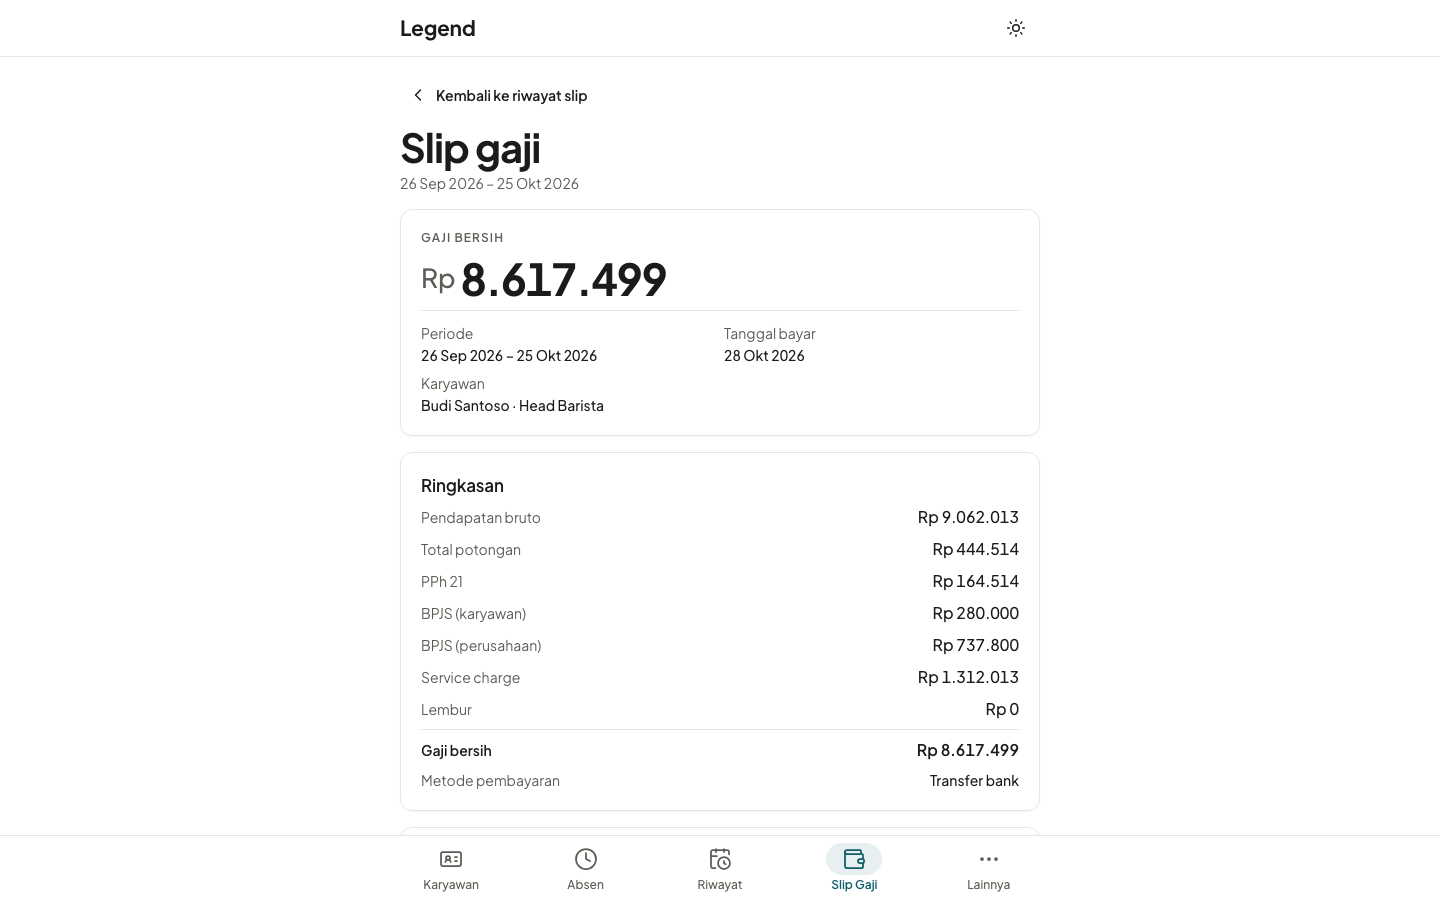 Legend
Kembali ke riwayat slip
Slip gaji
26 Sep 2026 – 25 Okt 2026
GAJI BERSIH
Rp 8.617.499
Periode
26 Sep 2026 – 25 Okt 2026
Tanggal bayar
28 Okt 2026
Karyawan
Budi Santoso · Head Barista
Ringkasan
Pendapatan bruto Rp 9.062.013
Total potongan Rp 444.514
PPh 21 Rp 164.514
BPJS (karyawan) Rp 280.000
BPJS (perusahaan) Rp 737.800
Service charge Rp 1.312.013
Lembur Rp 0
Gaji bersih Rp 8.617.499
Metode pembayaran Transfer bank
Karyawan Absen Riwayat Slip Gaji Lainnya